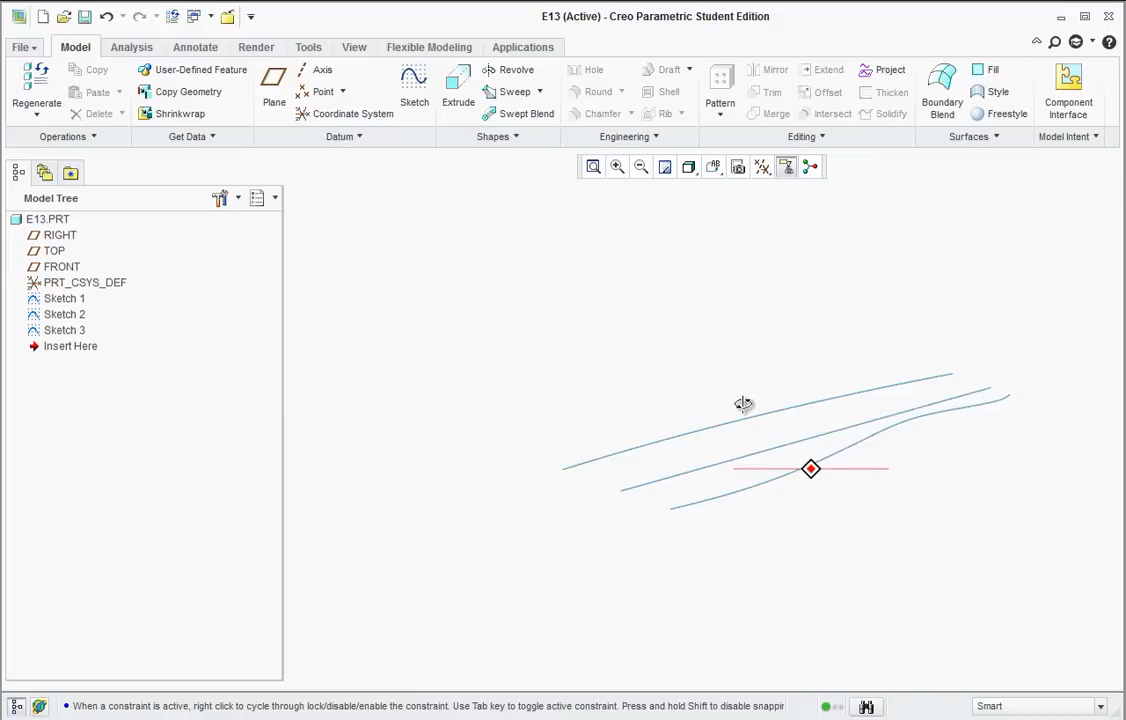 E13 (Active) - Creo Parametric Student Edition
File Model Analysis Annotate Render Tools View Flexible Modeling Applications
Regenerate Copy Paste Delete User-Defined Feature Copy Geometry Shrinkwrap Plane Axis Point Coordinate System Sketch Extrude Revolve Sweep Swept Blend Hole Round Chamfer Draft Shell Rib Pattern Mirror Trim Merge Extend Offset Intersect Project Thicken Solidify Boundary Blend Fill Style Freestyle Component Interface
Operations Get Data Datum Shapes Engineering Editing Surfaces Model Intent
Model Tree
E13.PRT
RIGHT
TOP
FRONT
PRT_CSYS_DEF
Sketch 1
Sketch 2
Sketch 3
Insert Here
When a constraint is active, right click to cycle through lock/disable/enable the constraint. Use Tab key to toggle active constraint. Press and hold Shift to disable snappir
Smart